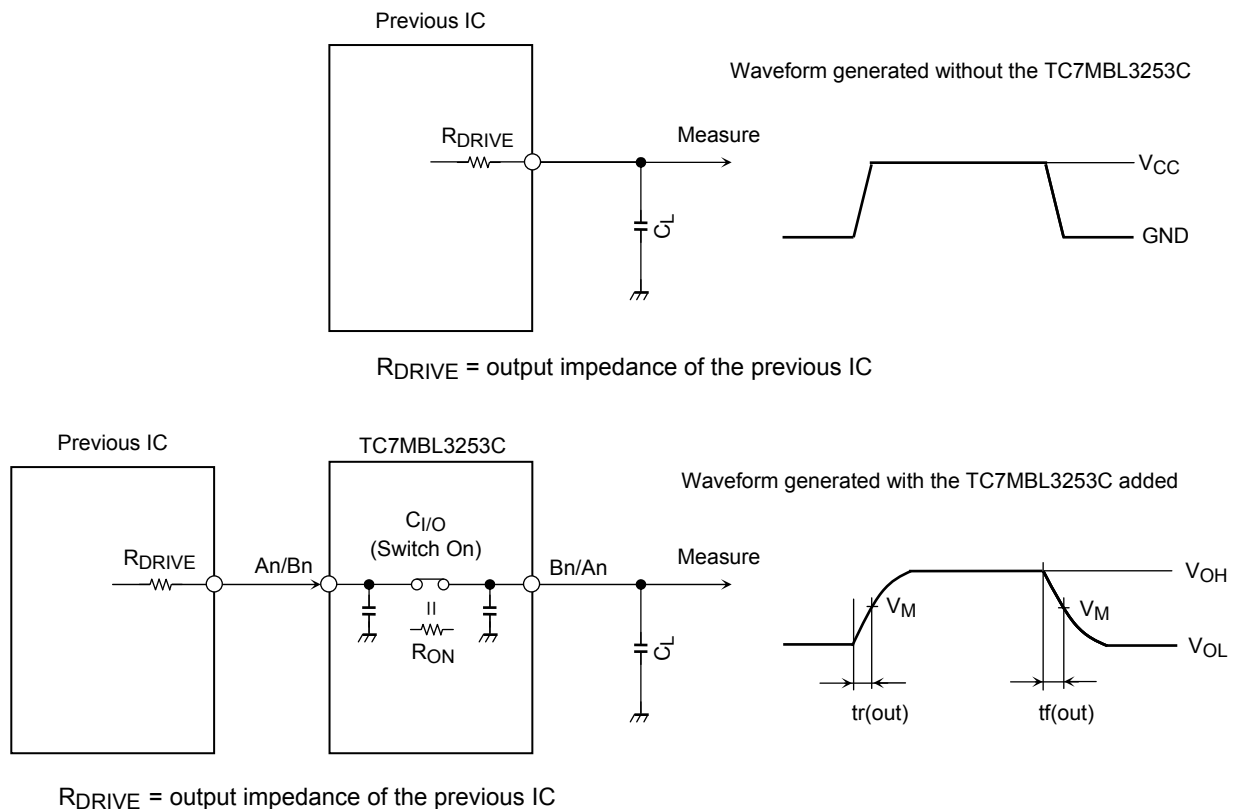 Previous IC
Waveform generated without the TC7MBL3253C
RDRIVE
Measure
VCC
CL
GND
RDRIVE = output impedance of the previous IC
Previous IC
TC7MBL3253C
Waveform generated with the TC7MBL3253C added
CI/O
(Switch On)
RDRIVE
An/Bn
Bn/An
Measure
VOH
VM
VM
RON
CL
VOL
tr(out)
tf(out)
RDRIVE = output impedance of the previous IC